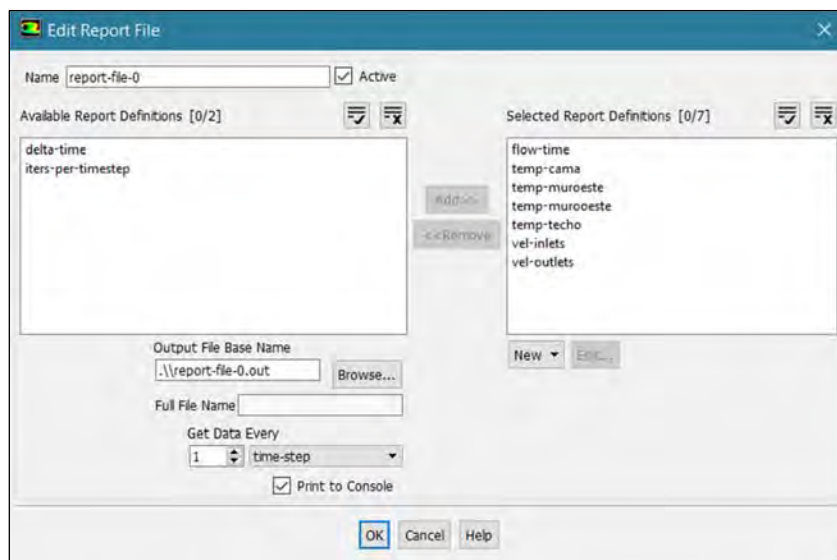 Edit Report File
Name report-file-0 Active
Available Report Definitions [0/2]
delta-time
iters-per-timestep
Add>>
<<Remove
Selected Report Definitions [0/7]
flow-time
temp-cama
temp-muroeste
temp-murooeste
temp-techo
vel-inlets
vel-outlets
New
Edit...
Output File Base Name
.\\report-file-0.out Browse...
Full File Name
Get Data Every
1 time-step
Print to Console
OK Cancel Help